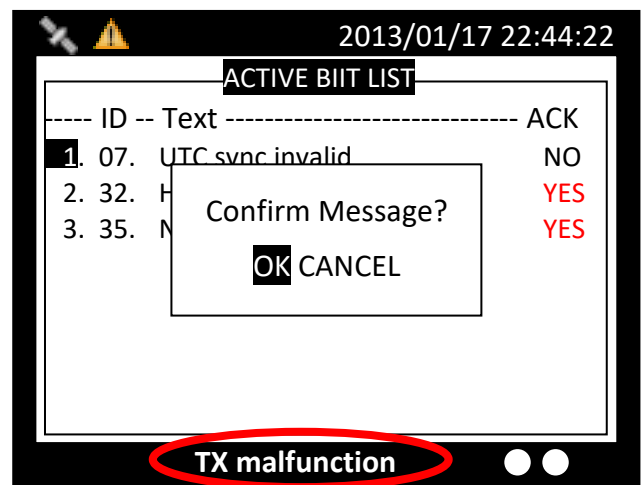 2013/01/17 22:44:22
ACTIVE BIIT LIST
----- ID -- Text ------------------------------ ACK
1. 07. UTC sync invalid NO
2. 32. H YES
3. 35. N YES
Confirm Message?
OK CANCEL
TX malfunction